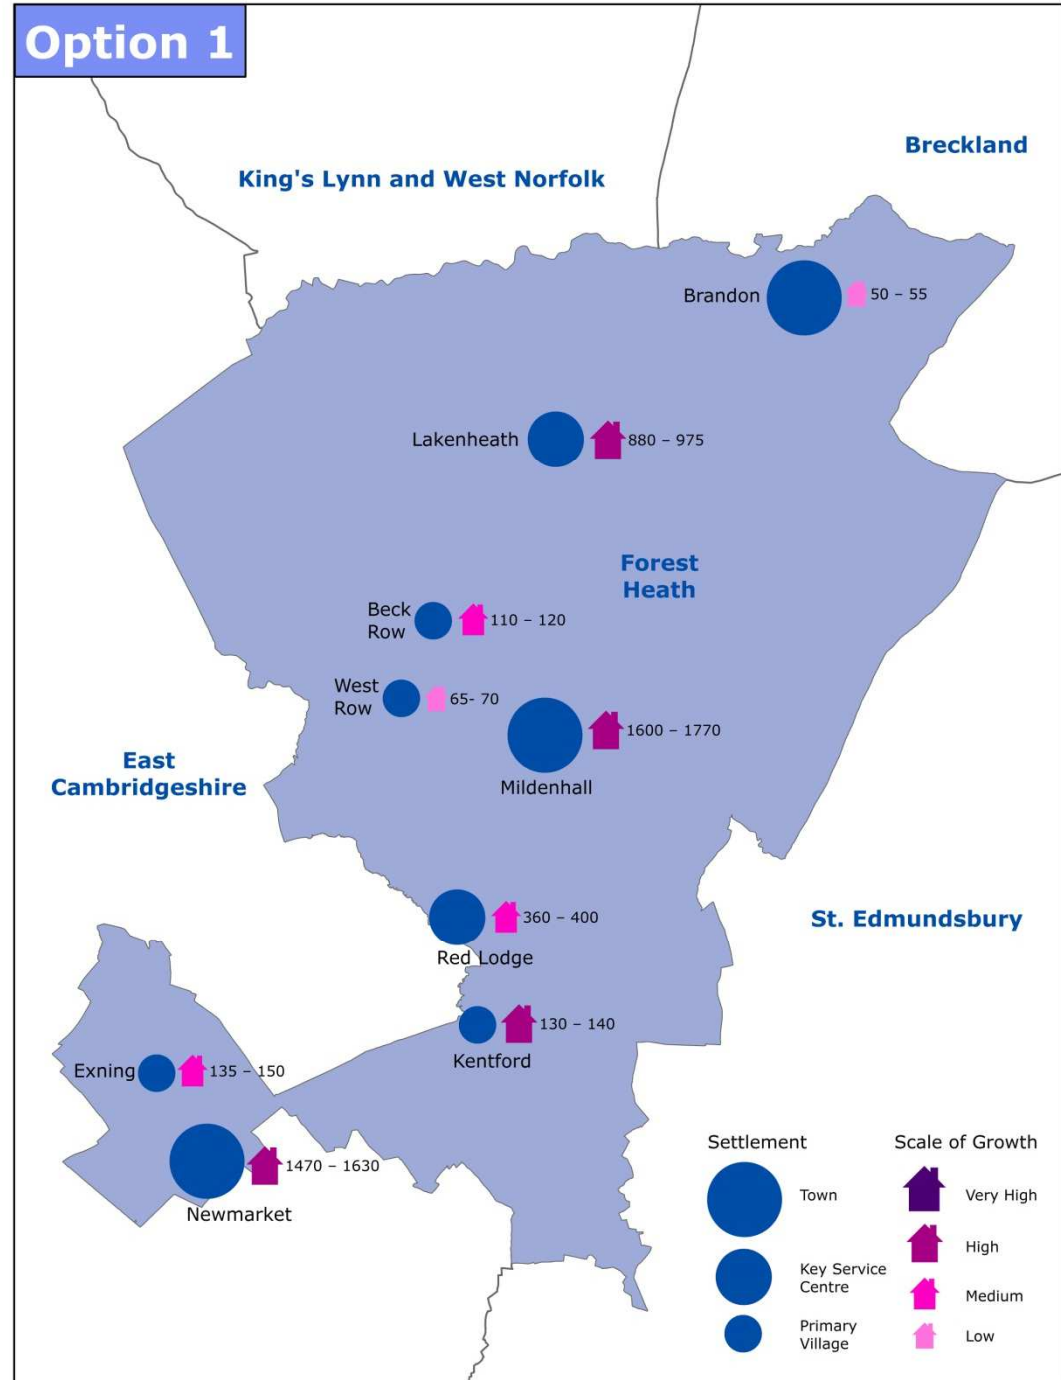 Option 1
Breckland
King's Lynn and West Norfolk
Brandon
50 – 55
Lakenheath
880 – 975
Forest
Heath
Beck
Row
110 – 120
West
Row
65- 70
1600 – 1770
Mildenhall
East
Cambridgeshire
360 – 400
Red Lodge
St. Edmundsbury
130 – 140
Kentford
Exning
135 – 150
1470 – 1630
Newmarket
Settlement
Town
Key Service
Centre
Primary
Village
Scale of Growth
Very High
High
Medium
Low